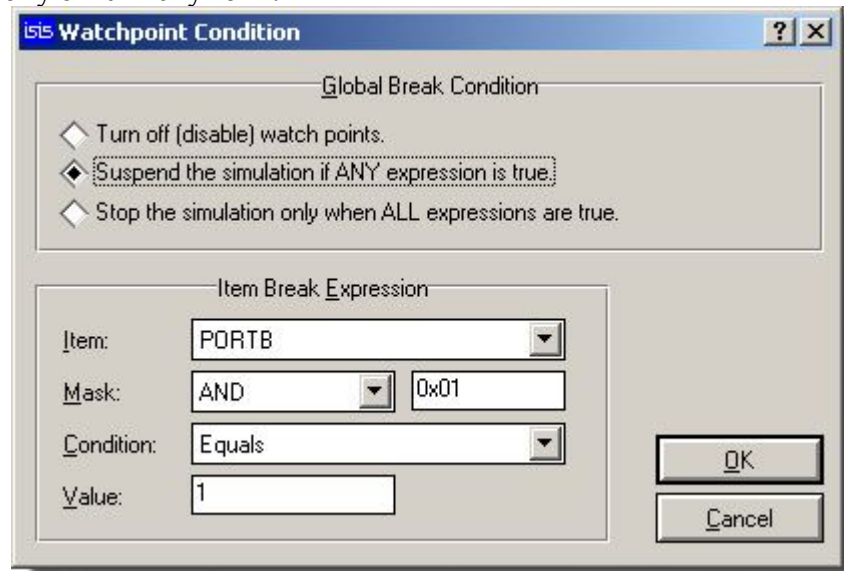 isis Watchpoint Condition
Global Break Condition
Turn off (disable) watch points.
Suspend the simulation if ANY expression is true.
Stop the simulation only when ALL expressions are true.
Item Break Expression
Item: PORTB
Mask: AND 0x01
Condition: Equals
Value: 1
OK
Cancel